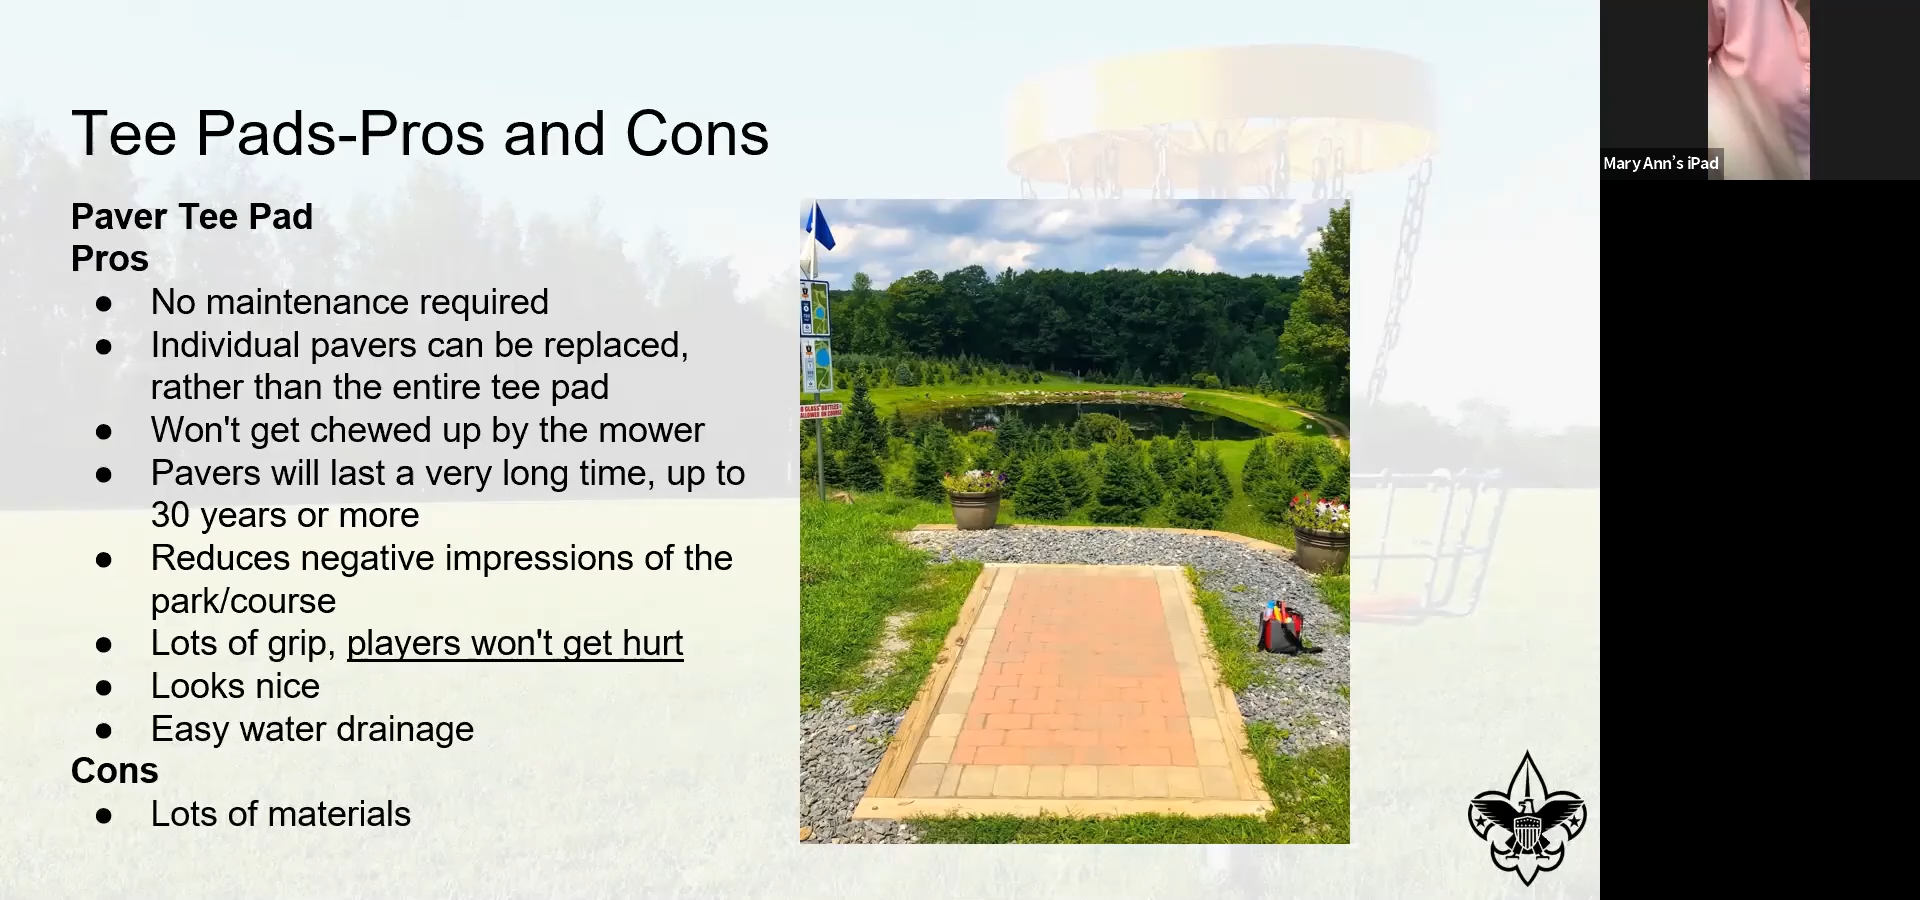 Tee Pads-Pros and Cons
Paver Tee Pad
Pros
● No maintenance required
● Individual pavers can be replaced,
rather than the entire tee pad
● Won't get chewed up by the mower
● Pavers will last a very long time, up to
30 years or more
● Reduces negative impressions of the
park/course
● Lots of grip, players won't get hurt
● Looks nice
● Easy water drainage
Cons
● Lots of materials
Mary Ann’s iPad